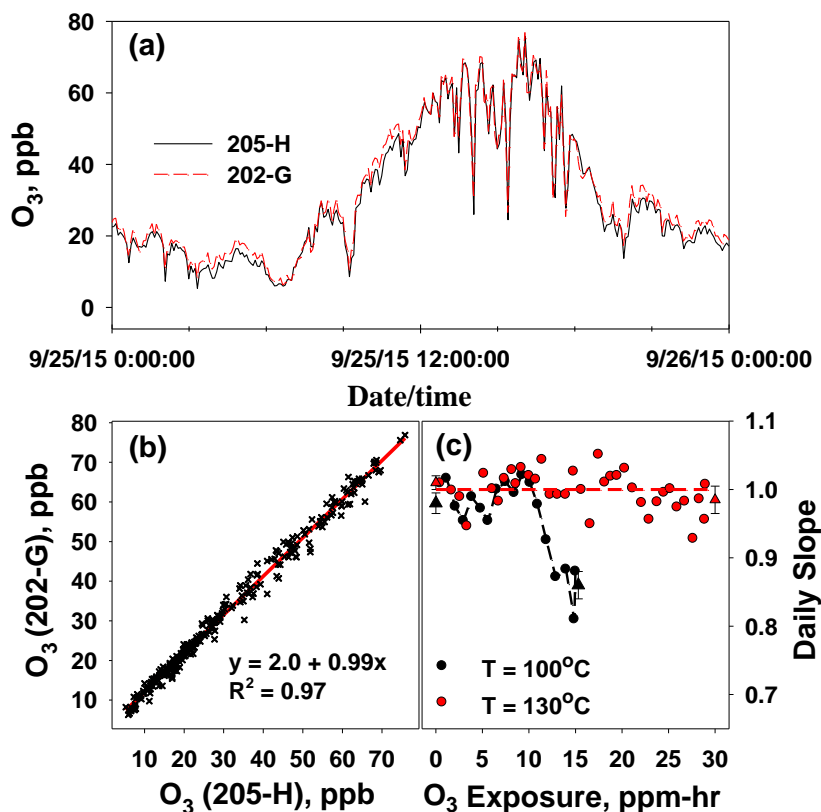 (a)
80
60
40
20
0
O₃, ppb
205-H
202-G
9/25/15 0:00:00
9/25/15 12:00:00
9/26/15 0:00:00
Date/time
(b)
80
70
60
50
40
30
20
10
O₃ (202-G), ppb
y = 2.0 + 0.99x
R² = 0.97
10 20 30 40 50 60 70
O₃ (205-H), ppb
(c)
1.1
1.0
0.9
0.8
0.7
Daily Slope
T = 100°C
T = 130°C
0 5 10 15 20 25 30
O₃ Exposure, ppm-hr